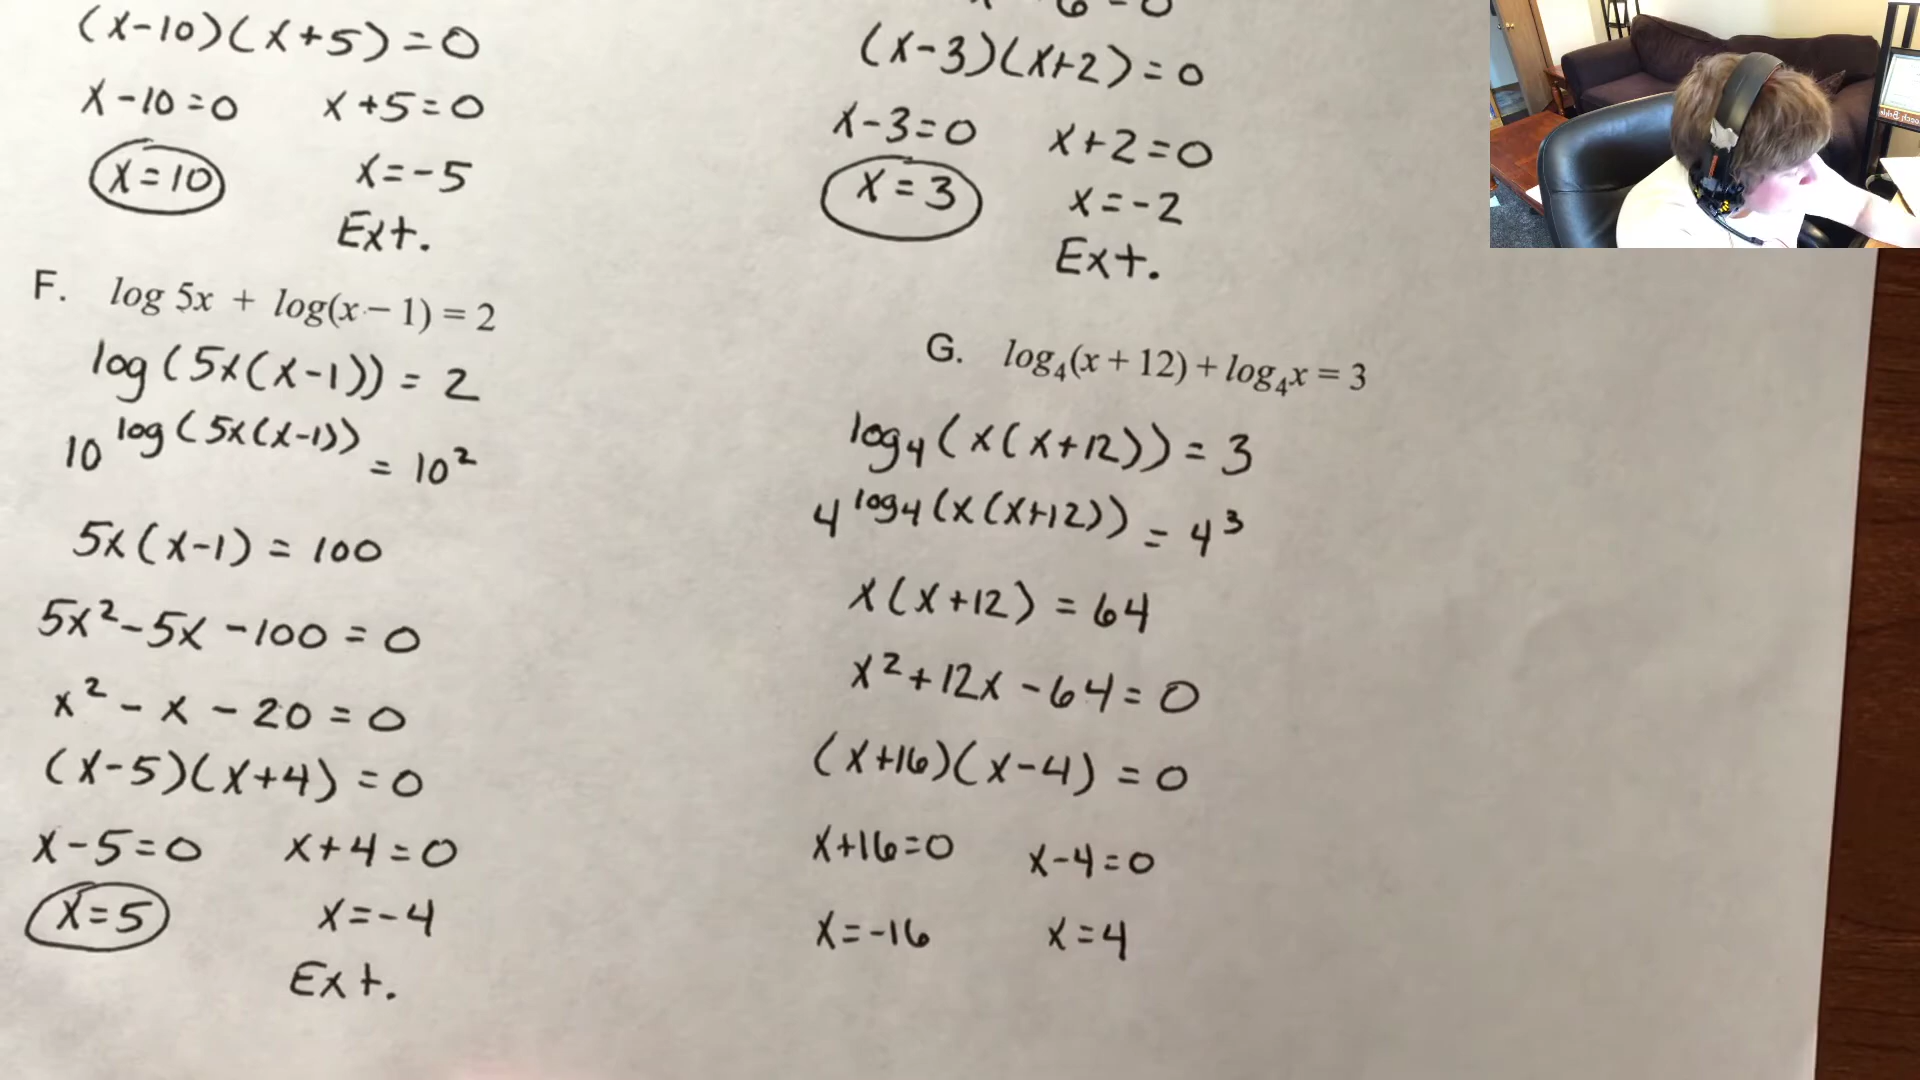 (x-10)(x+5)=0
x-10=0 x+5=0
x=10 x=-5
Ext.
6=0
(x-3)(x+2)=0
x-3=0 x+2=0
x=3 x=-2
Ext.
F. log 5x + log(x - 1) = 2
log(5x(x-1)) = 2
10^log(5x(x-1)) = 10²
5x(x-1) = 100
5x²-5x-100=0
x²-x-20=0
(x-5)(x+4)=0
x-5=0 x+4=0
x=5 x=-4
Ext.
G. log₄(x + 12) + log₄x = 3
log₄(x(x+12)) = 3
4^log₄(x(x+12)) = 4³
x(x+12) = 64
x²+12x-64=0
(x+16)(x-4)=0
x+16=0 x-4=0
x=-16 x=4